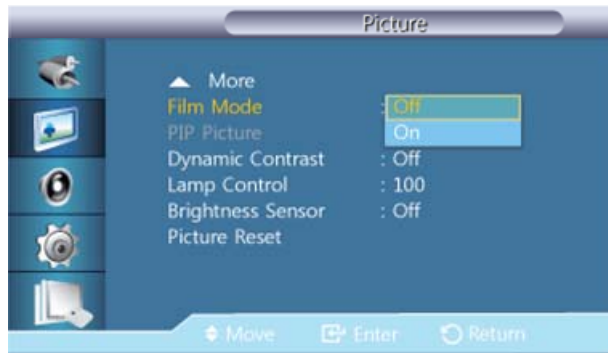 Picture
More
Film Mode : Off
PIP Picture On
Dynamic Contrast : Off
Lamp Control : 100
Brightness Sensor : Off
Picture Reset
Move Enter Return